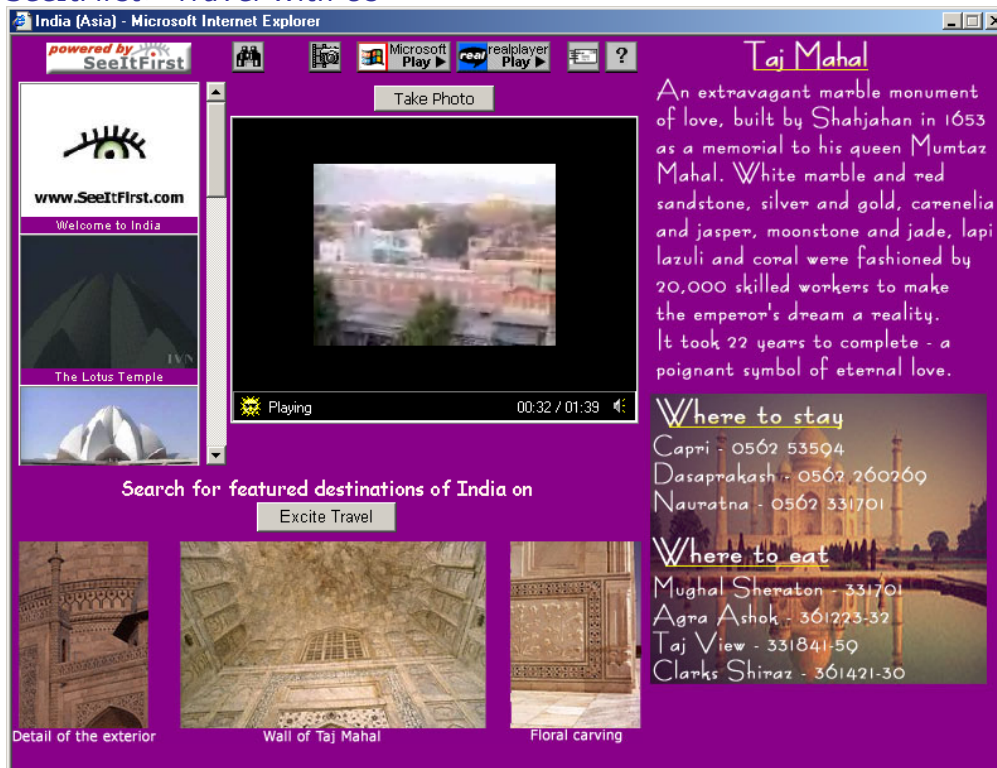 SeeItFirst - Travel with Us
India (Asia) - Microsoft Internet Explorer
powered by
SeeItFirst
Microsoft
Play
real
realplayer
Play
?
www.SeeItFirst.com
Welcome to India
IVN
The Lotus Temple
Take Photo
Playing
00:32 / 01:39
Search for featured destinations of India on
Excite Travel
Detail of the exterior
Wall of Taj Mahal
Floral carving
Taj Mahal
An extravagant marble monument
of love, built by Shahjahan in 1653
as a memorial to his queen Mumtaz
Mahal. White marble and red
sandstone, silver and gold, carenelia
and jasper, moonstone and jade, lapi
lazuli and coral were fashioned by
20,000 skilled workers to make
the emperor's dream a reality.
It took 22 years to complete - a
poignant symbol of eternal love.
Where to stay
Capri - 0562 53594
Dasaprakash - 0562 260269
Nauratna - 0562 331701
Where to eat
Mughal Sheraton - 331701
Agra Ashok - 361223-32
Taj View - 331841-59
Clarks Shiraz - 361421-30